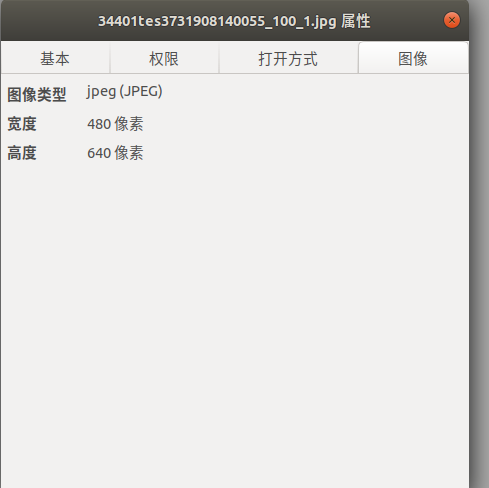 34401tes3731908140055_100_1.jpg 属性
基本 权限 打开方式 图像
图像类型 jpeg (JPEG)
宽度 480 像素
高度 640 像素